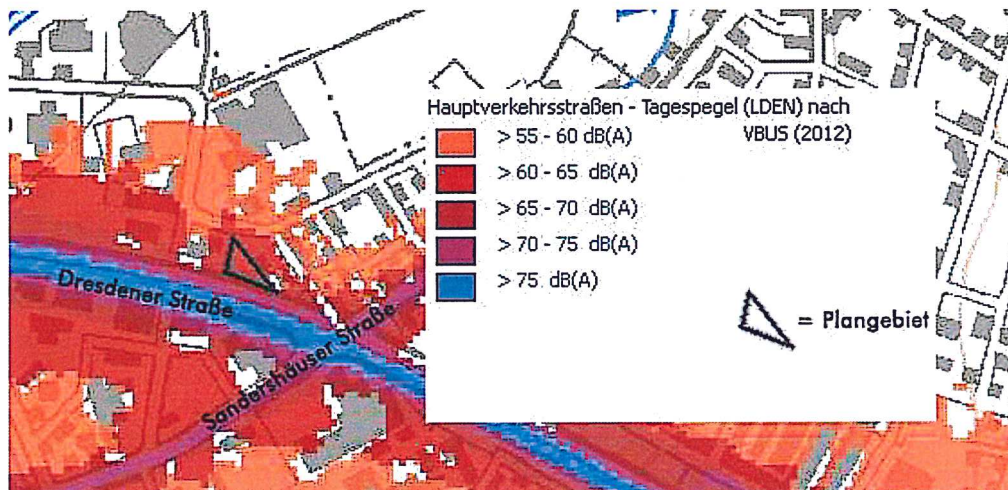 Hauptverkehrsstraßen - Tagespegel (LDEN) nach
VBUS (2012)
> 55 - 60 dB(A)
> 60 - 65 dB(A)
> 65 - 70 dB(A)
> 70 - 75 dB(A)
> 75 dB(A)
= Plangebiet
Dresdener Straße
Sandershäuser Straße